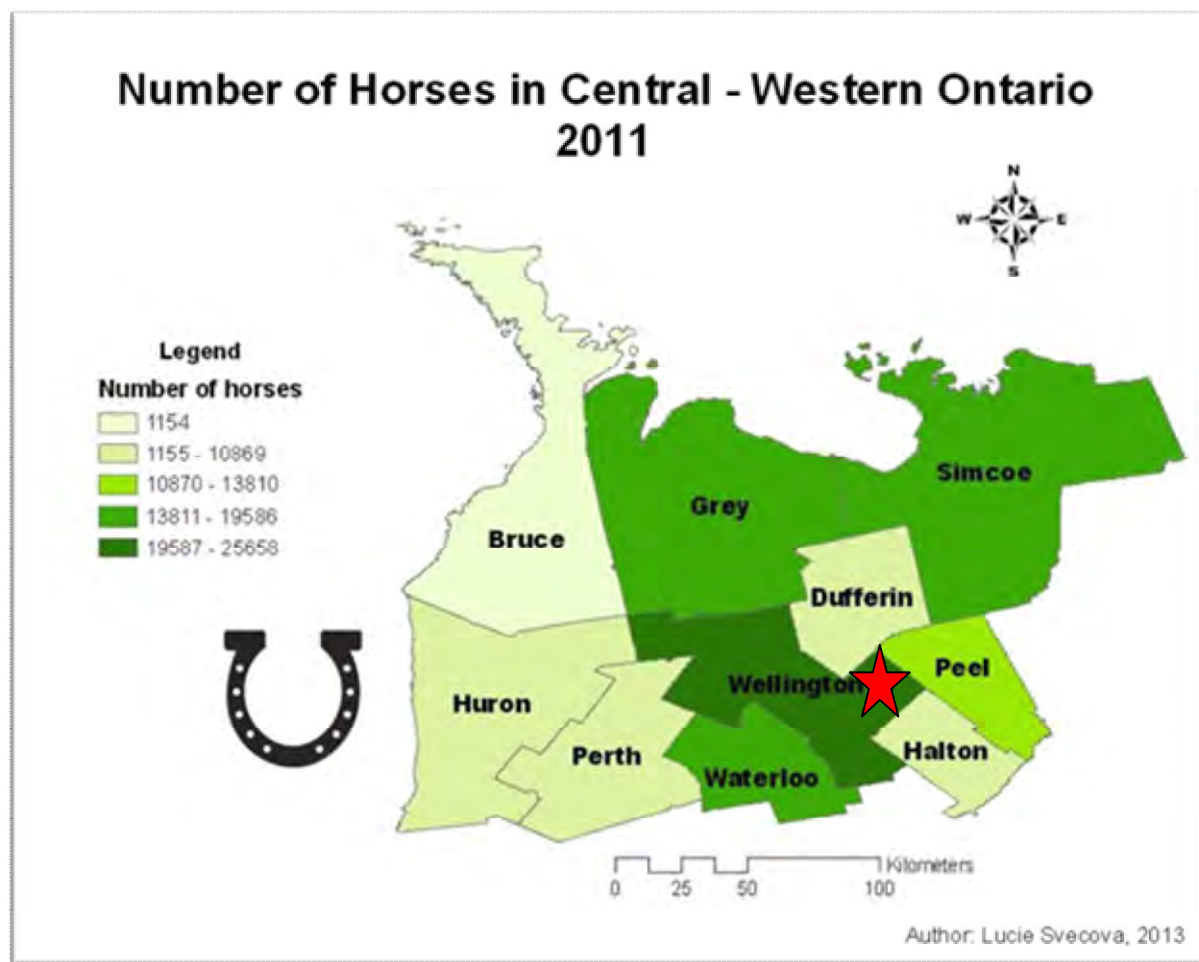 Number of Horses in Central - Western Ontario
2011
N
W E
S
Legend
Number of horses
1154
1155 - 10869
10870 - 13810
13811 - 19586
19587 - 25658
Simcoe
Grey
Bruce
Dufferin
Peel
Wellington
Huron
Halton
Perth
Waterloo
Kilometers
0 25 50 100
Author: Lucie Svecova, 2013